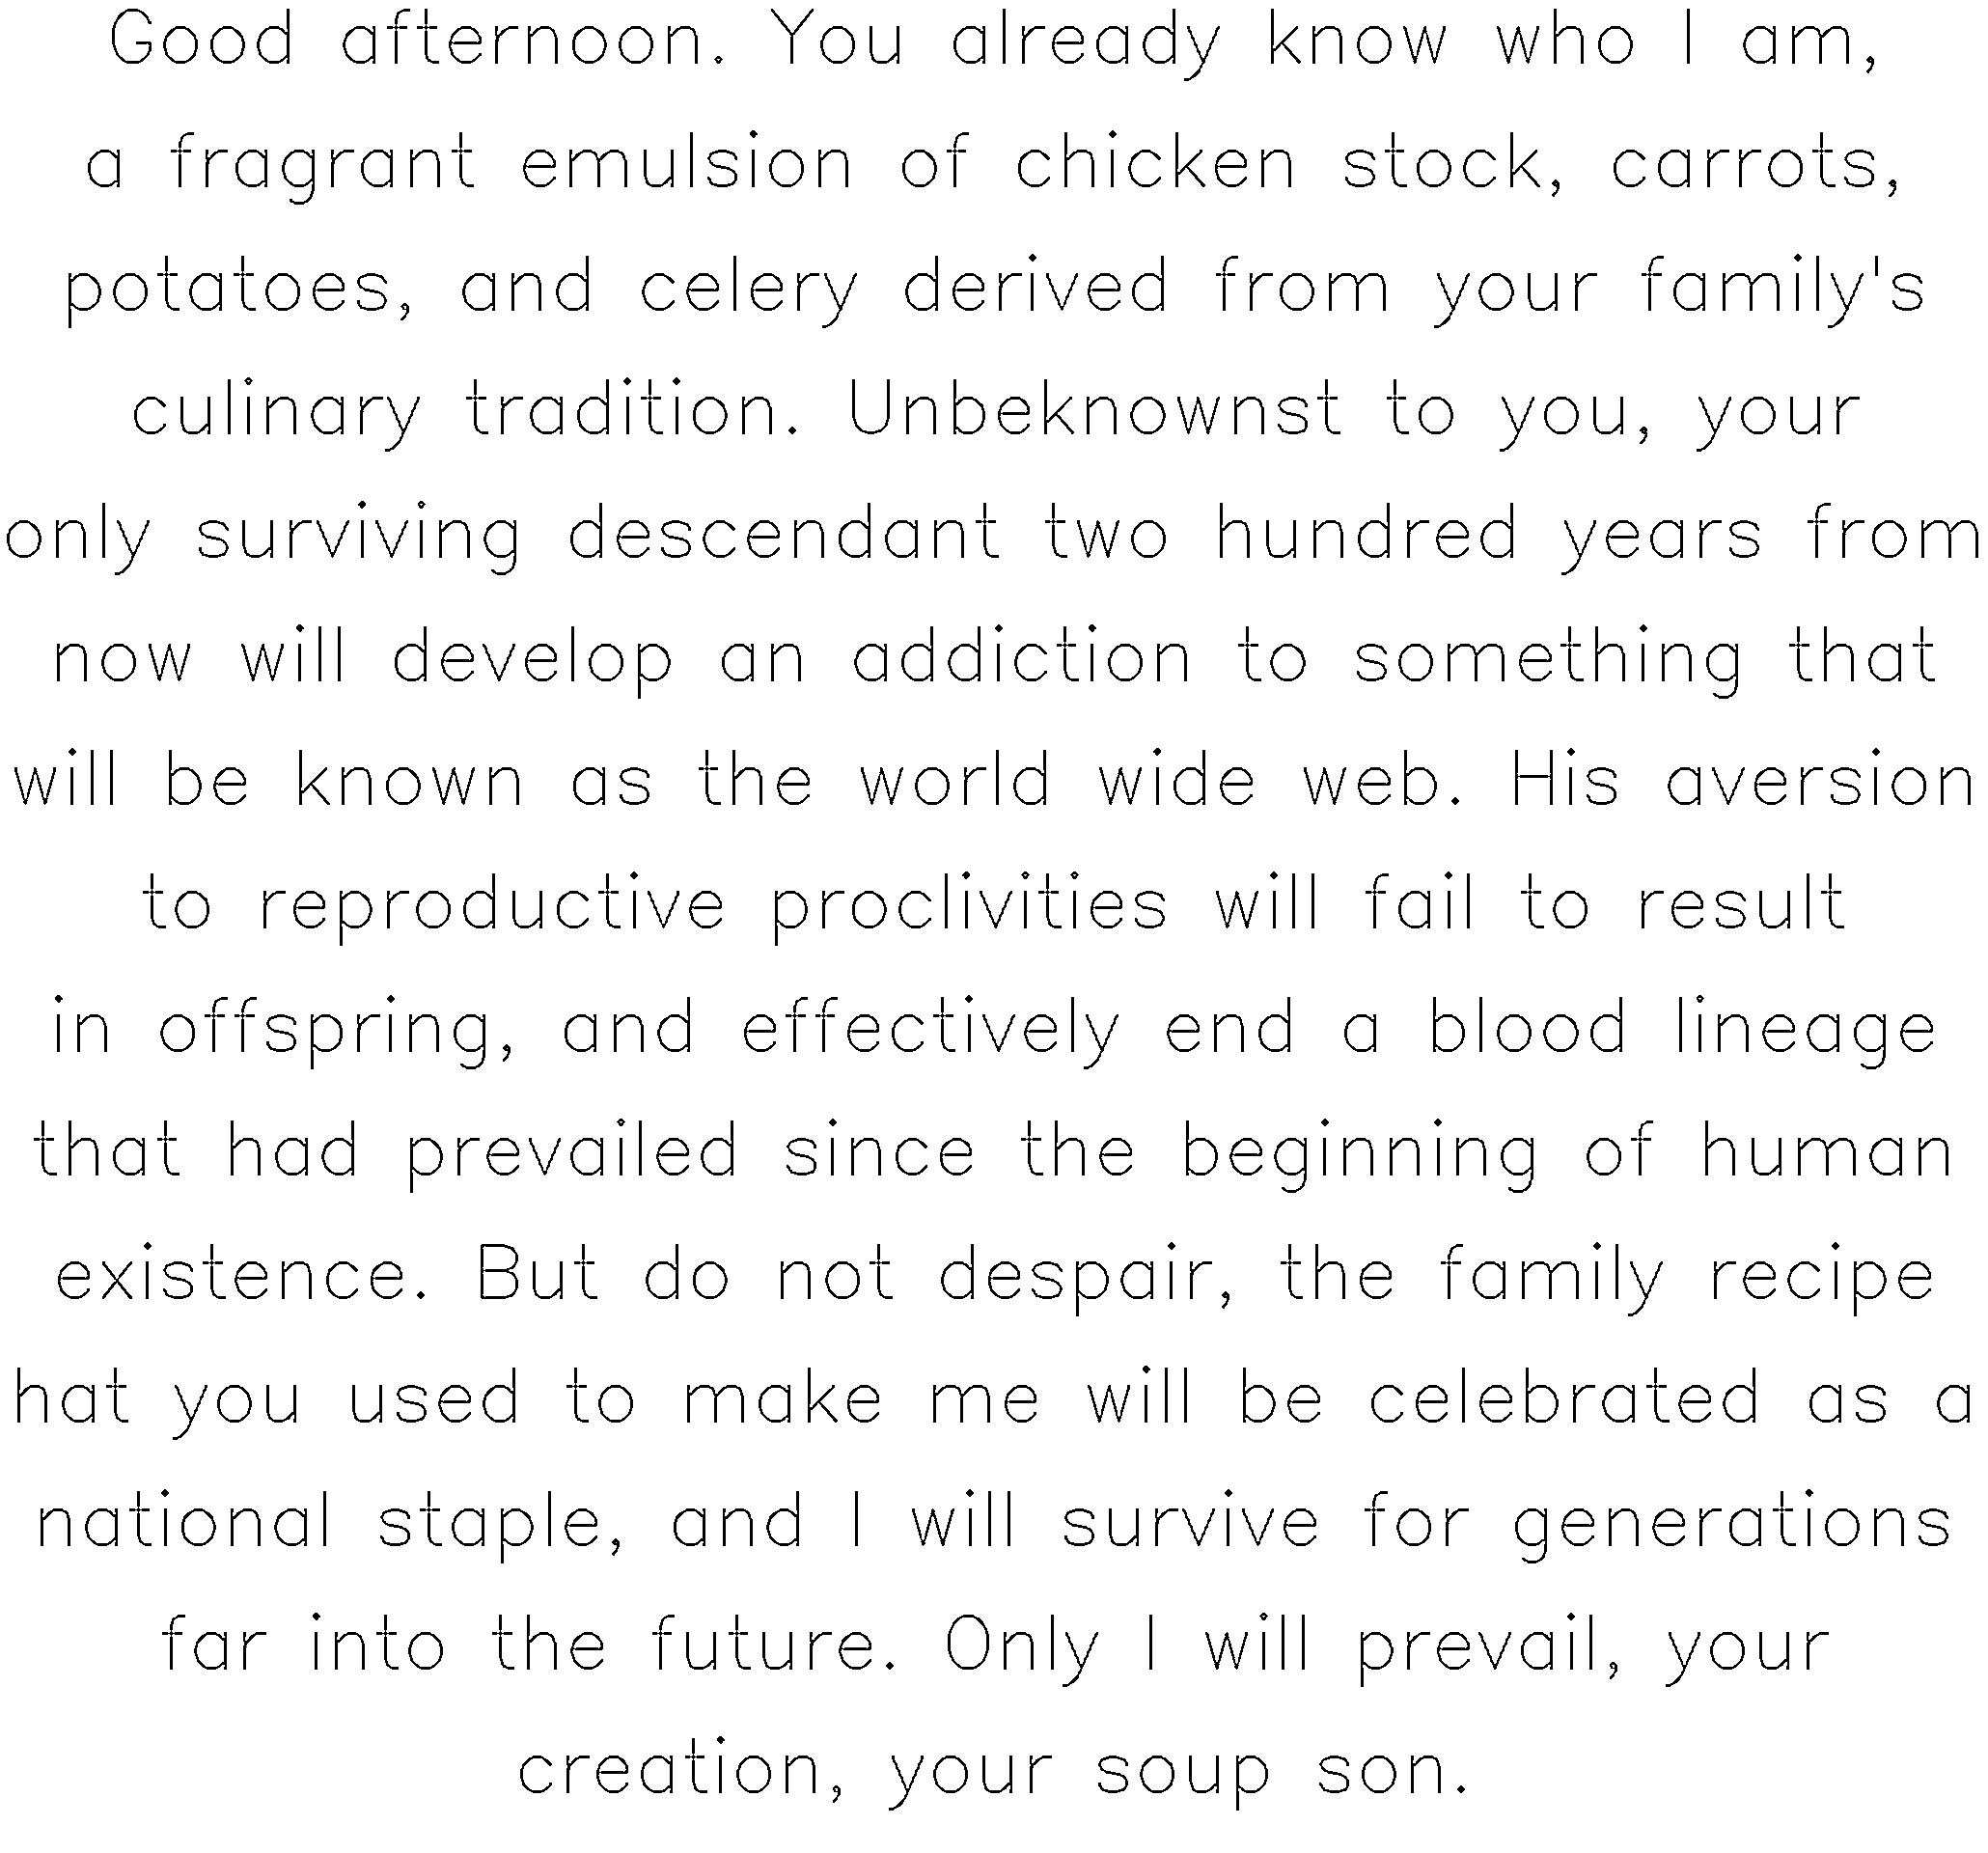 Good afternoon. You already know who I am,
a fragrant emulsion of chicken stock, carrots,
potatoes, and celery derived from your family's
culinary tradition. Unbeknownst to you, your
only surviving descendant two hundred years from
now will develop an addiction to something that
will be known as the world wide web. His aversion
to reproductive proclivities will fail to result
in offspring, and effectively end a blood lineage
that had prevailed since the beginning of human
existence. But do not despair, the family recipe
hat you used to make me will be celebrated as a
national staple, and I will survive for generations
far into the future. Only I will prevail, your
creation, your soup son.